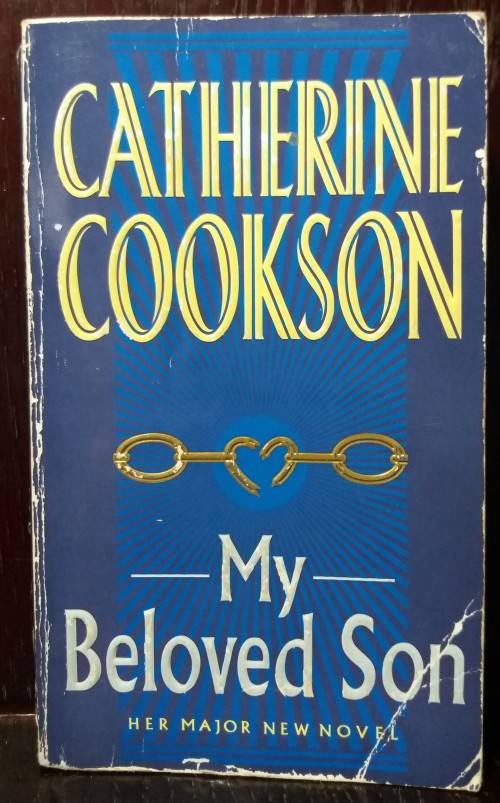 CATHERINE
COOKSON
My
Beloved Son
HER MAJOR NEW NOVEL